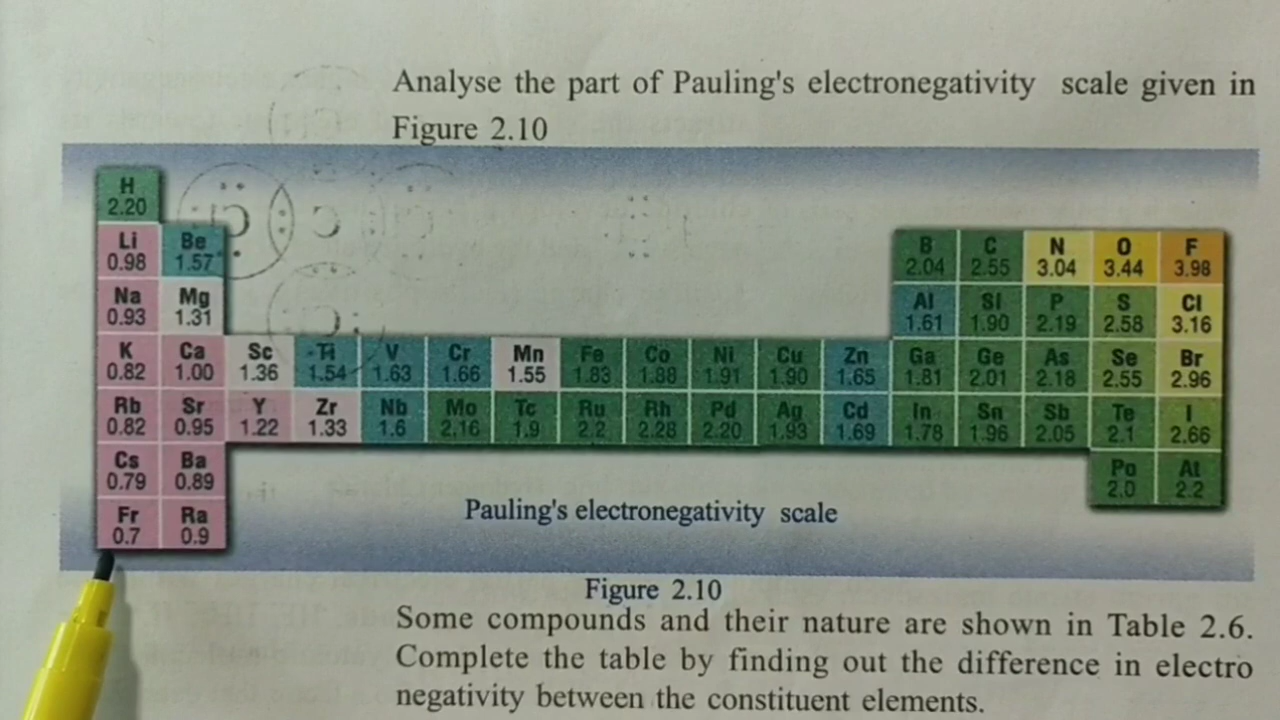 Analyse the part of Pauling's electronegativity scale given in
Figure 2.10
H
2.20
Li Be B C N O F
0.98 1.57 2.04 2.55 3.04 3.44 3.98
Na Mg Al Si P S Cl
0.93 1.31 1.61 1.90 2.19 2.58 3.16
K Ca Sc Ti V Cr Mn Fe Co Ni Cu Zn Ga Ge As Se Br
0.82 1.00 1.36 1.54 1.63 1.66 1.55 1.83 1.88 1.91 1.90 1.65 1.81 2.01 2.18 2.55 2.96
Rb Sr Y Zr Nb Mo Tc Ru Rh Pd Ag Cd In Sn Sb Te I
0.82 0.95 1.22 1.33 1.6 2.16 1.9 2.2 2.28 2.20 1.93 1.69 1.78 1.96 2.05 2.1 2.66
Cs Ba Po At
0.79 0.89 2.0 2.2
Fr Ra
0.7 0.9
Pauling's electronegativity scale
Figure 2.10
Some compounds and their nature are shown in Table 2.6.
Complete the table by finding out the difference in electro
negativity between the constituent elements.